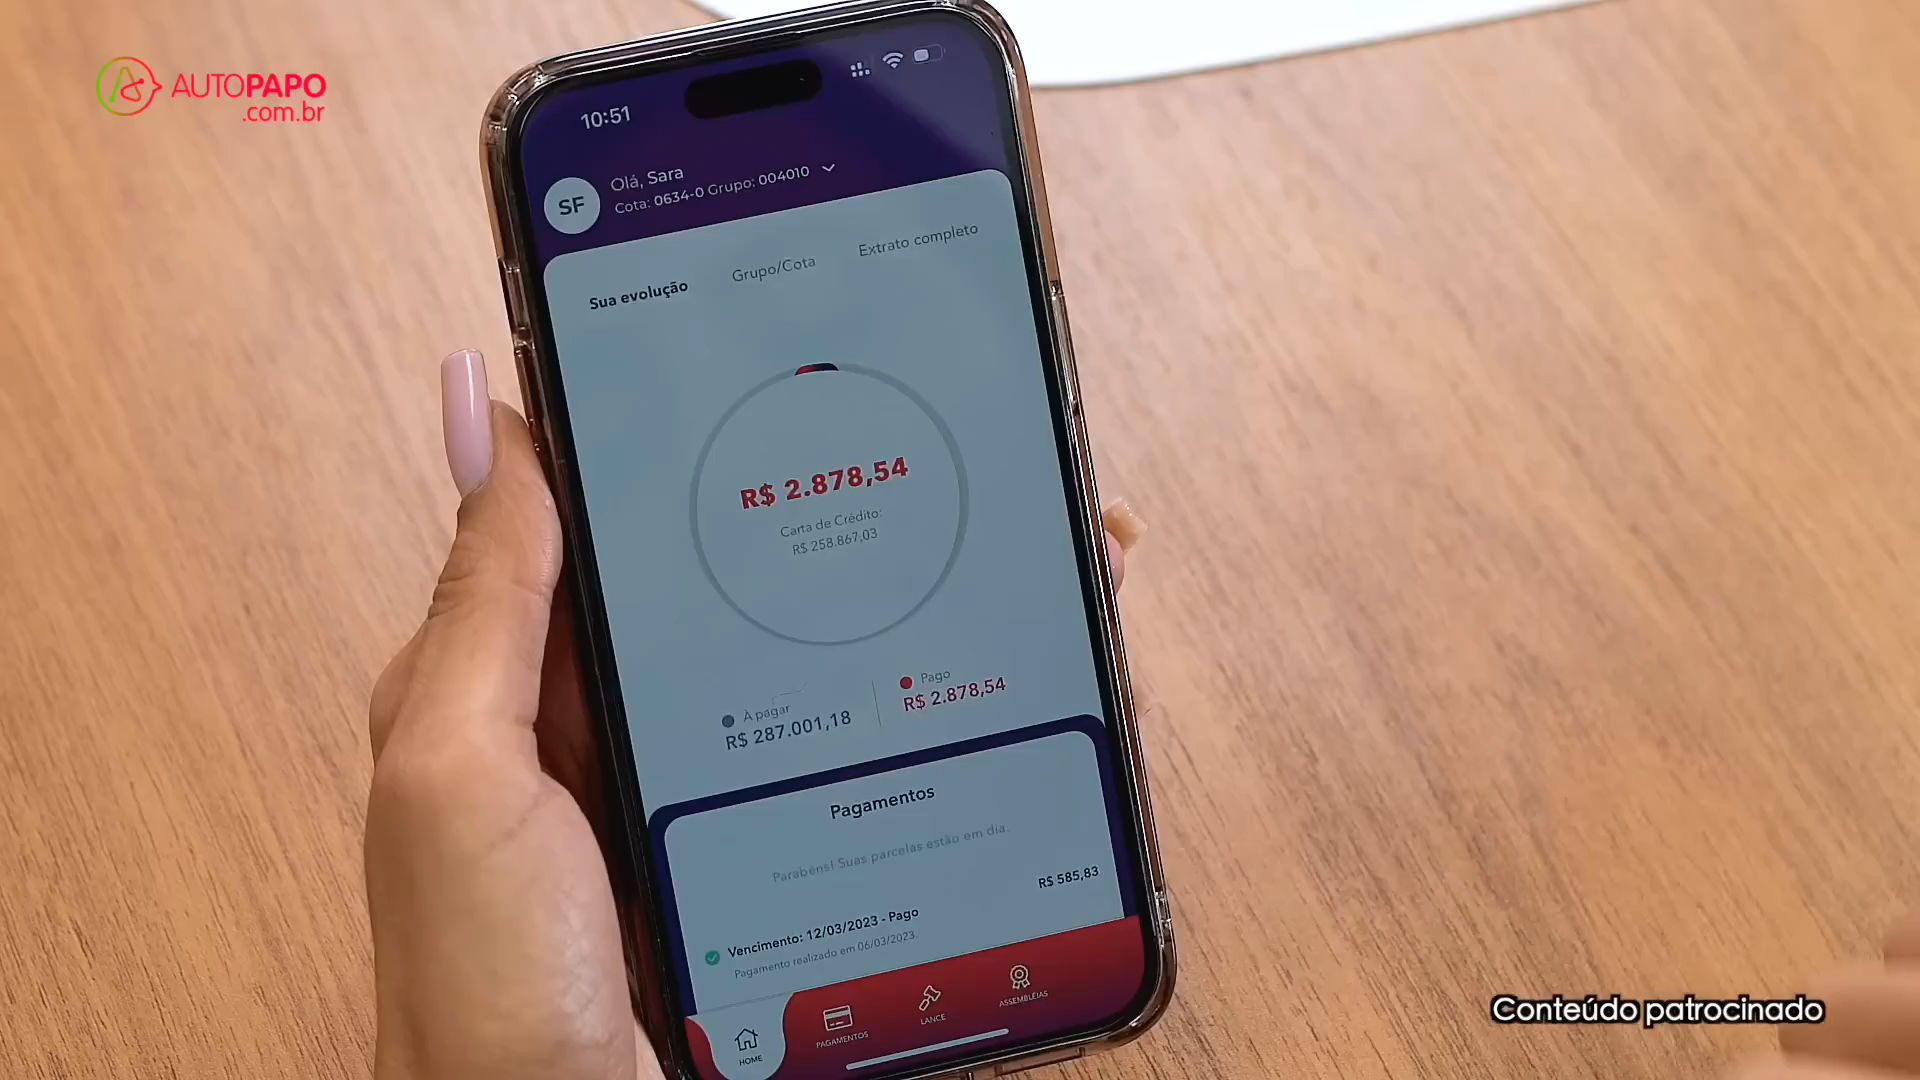 AUTOPAPO
.com.br
10:51
SF
Olá, Sara
Cota: 0634-0 Grupo: 004010
Sua evolução
Grupo/Cota
Extrato completo
R$ 2.878,54
Carta de Crédito:
R$ 258.867,03
À pagar
R$ 287.001,18
Pago
R$ 2.878,54
Pagamentos
Parabéns! Suas parcelas estão em dia.
R$ 585,83
Vencimento: 12/03/2023 - Pago
Pagamento realizado em 06/03/2023.
HOME
PAGAMENTOS
LANCE
ASSEMBLÉIAS
Conteúdo patrocinado